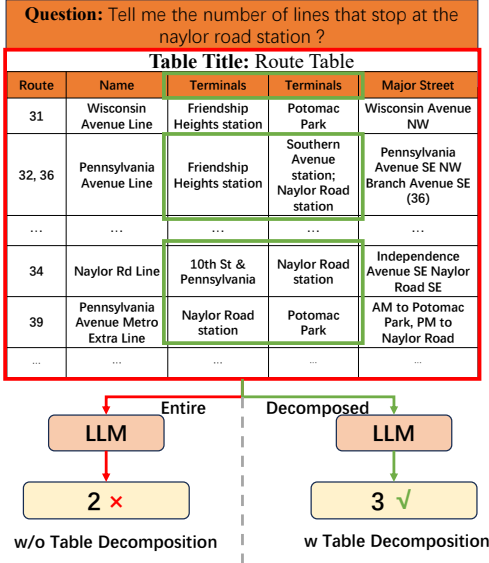 Question: Tell me the number of lines that stop at the
naylor road station ?
Table Title: Route Table
Route Name Terminals Terminals Major Street
31 Wisconsin Avenue Line Friendship Heights station Potomac Park Wisconsin Avenue NW
32, 36 Pennsylvania Avenue Line Friendship Heights station Southern Avenue station; Naylor Road station Pennsylvania Avenue SE NW Branch Avenue SE (36)
... ... ... ... ...
34 Naylor Rd Line 10th St & Pennsylvania Naylor Road station Independence Avenue SE Naylor Road SE
39 Pennsylvania Avenue Metro Extra Line Naylor Road station Potomac Park AM to Potomac Park, PM to Naylor Road
... ... ... ... ...
Entire Decomposed
LLM LLM
2 × 3 √
w/o Table Decomposition w Table Decomposition